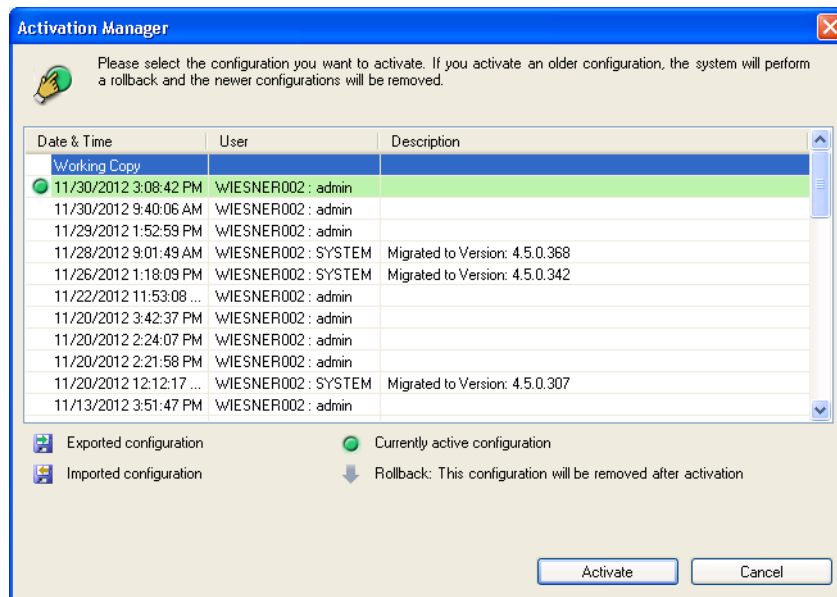 Activation Manager
Please select the configuration you want to activate. If you activate an older configuration, the system will perform
a rollback and the newer configurations will be removed.
Date & Time User Description
Working Copy
11/30/2012 3:08:42 PM WIESNER002 : admin
11/30/2012 9:40:06 AM WIESNER002 : admin
11/29/2012 1:52:59 PM WIESNER002 : admin
11/28/2012 9:01:49 AM WIESNER002 : SYSTEM Migrated to Version: 4.5.0.368
11/26/2012 1:18:09 PM WIESNER002 : SYSTEM Migrated to Version: 4.5.0.342
11/22/2012 11:53:08 ... WIESNER002 : admin
11/20/2012 3:42:37 PM WIESNER002 : admin
11/20/2012 2:24:07 PM WIESNER002 : admin
11/20/2012 2:21:58 PM WIESNER002 : admin
11/20/2012 12:12:17 ... WIESNER002 : SYSTEM Migrated to Version: 4.5.0.307
11/13/2012 3:51:47 PM WIESNER002 : admin
Exported configuration Currently active configuration
Imported configuration Rollback: This configuration will be removed after activation
Activate Cancel